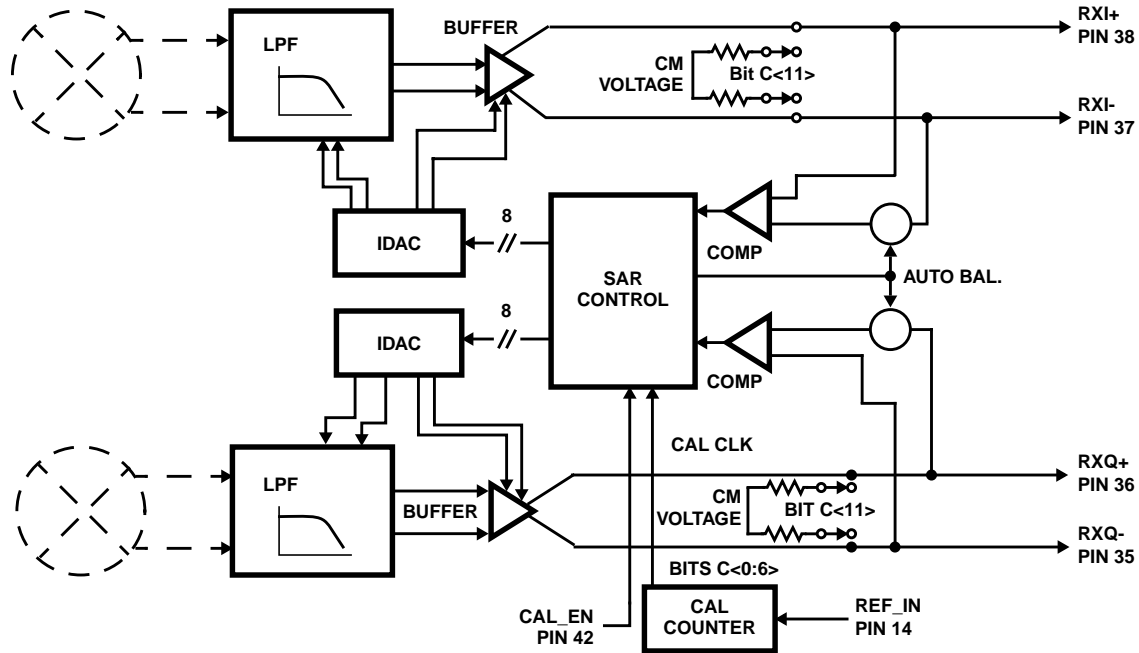 RXI+
PIN 38
LPF
BUFFER
CM
VOLTAGE
Bit C<11>
RXI-
PIN 37
IDAC
8
SAR
CONTROL
COMP
AUTO BAL.
IDAC
8
COMP
CAL CLK
LPF
BUFFER
CM
VOLTAGE
BIT C<11>
RXQ+
PIN 36
RXQ-
PIN 35
BITS C<0:6>
CAL_EN
PIN 42
CAL
COUNTER
REF_IN
PIN 14